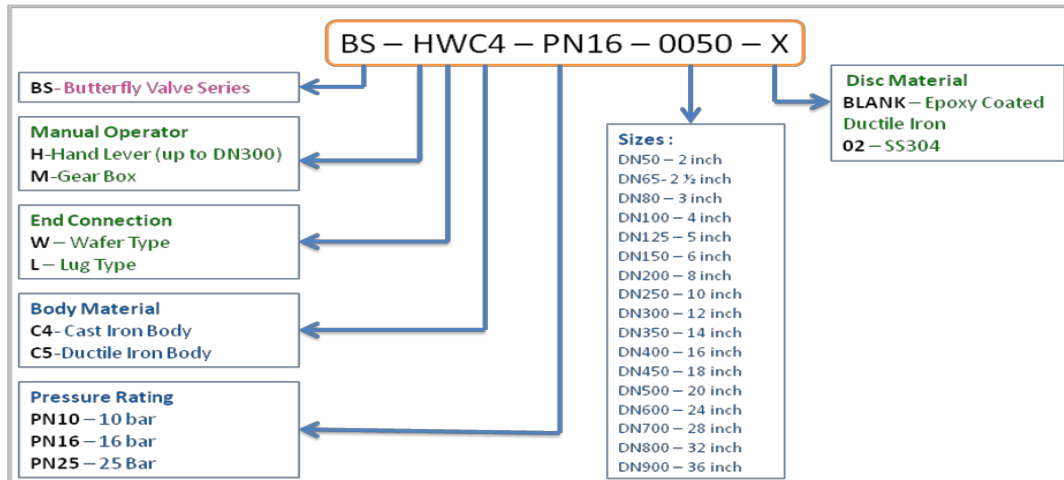 BS – HWC4 – PN16 – 0050 – X
BS- Butterfly Valve Series
Manual Operator
H-Hand Lever (up to DN300)
M-Gear Box
End Connection
W – Wafer Type
L – Lug Type
Body Material
C4- Cast Iron Body
C5-Ductile Iron Body
Pressure Rating
PN10 – 10 bar
PN16 – 16 bar
PN25 – 25 Bar
Sizes :
DN50 – 2 inch
DN65- 2 ½ inch
DN80 – 3 inch
DN100 – 4 inch
DN125 – 5 inch
DN150 – 6 inch
DN200 – 8 inch
DN250 – 10 inch
DN300 – 12 inch
DN350 – 14 inch
DN400 – 16 inch
DN450 – 18 inch
DN500 – 20 inch
DN600 – 24 inch
DN700 – 28 inch
DN800 – 32 inch
DN900 – 36 inch
Disc Material
BLANK – Epoxy Coated
Ductile Iron
02 – SS304